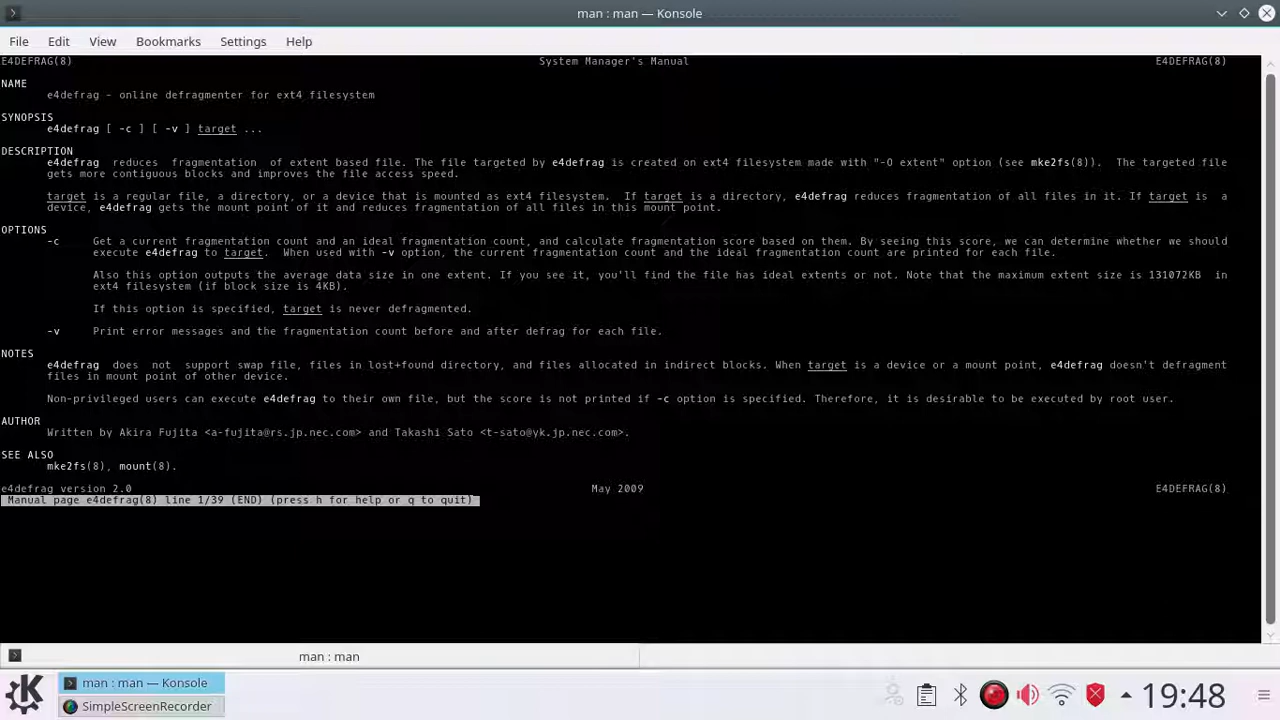 man : man — Konsole
File Edit View Bookmarks Settings Help
E4DEFRAG(8) System Manager's Manual E4DEFRAG(8)
NAME
e4defrag - online defragmenter for ext4 filesystem
SYNOPSIS
e4defrag [ -c ] [ -v ] target ...
DESCRIPTION
e4defrag reduces fragmentation of extent based file. The file targeted by e4defrag is created on ext4 filesystem made with "-O extent" option (see mke2fs(8)). The targeted file
gets more contiguous blocks and improves the file access speed.
target is a regular file, a directory, or a device that is mounted as ext4 filesystem. If target is a directory, e4defrag reduces fragmentation of all files in it. If target is a
device, e4defrag gets the mount point of it and reduces fragmentation of all files in this mount point.
OPTIONS
-c Get a current fragmentation count and an ideal fragmentation count, and calculate fragmentation score based on them. By seeing this score, we can determine whether we should
execute e4defrag to target. When used with -v option, the current fragmentation count and the ideal fragmentation count are printed for each file.
Also this option outputs the average data size in one extent. If you see it, you'll find the file has ideal extents or not. Note that the maximum extent size is 131072KB in
ext4 filesystem (if block size is 4KB).
If this option is specified, target is never defragmented.
-v Print error messages and the fragmentation count before and after defrag for each file.
NOTES
e4defrag does not support swap file, files in lost+found directory, and files allocated in indirect blocks. When target is a device or a mount point, e4defrag doesn't defragment
files in mount point of other device.
Non-privileged users can execute e4defrag to their own file, but the score is not printed if -c option is specified. Therefore, it is desirable to be executed by root user.
AUTHOR
Written by Akira Fujita <a-fujita@rs.jp.nec.com> and Takashi Sato <t-sato@yk.jp.nec.com>.
SEE ALSO
mke2fs(8), mount(8).
e4defrag version 2.0 May 2009 E4DEFRAG(8)
Manual page e4defrag(8) line 1/39 (END) (press h for help or q to quit)
man : man
man : man — Konsole
SimpleScreenRecorder
19:48